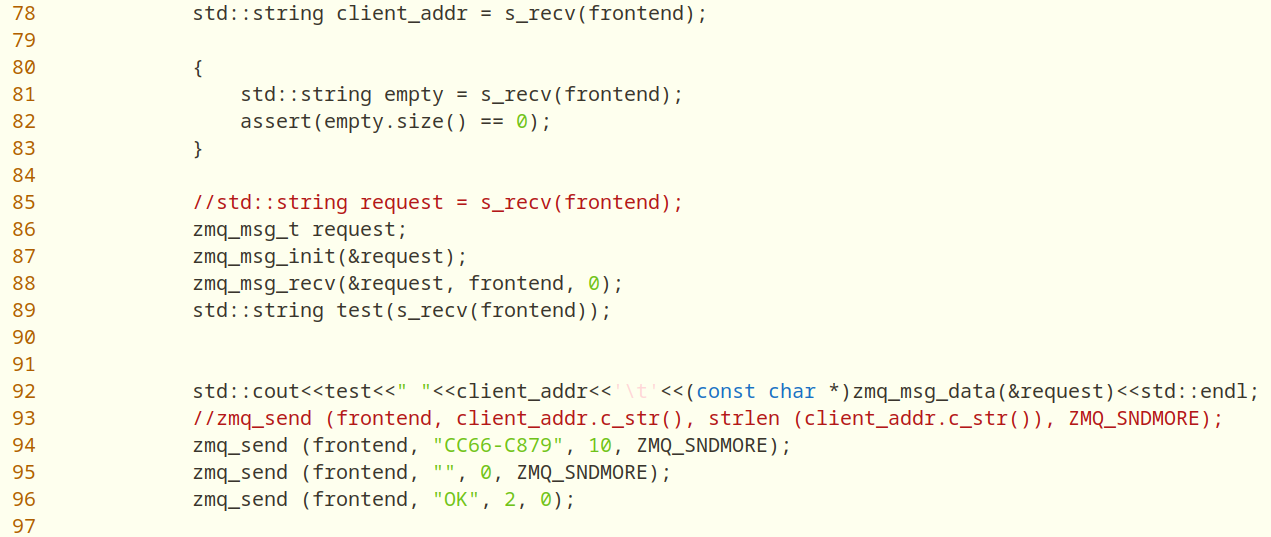 78 std::string client_addr = s_recv(frontend);
79
80 {
81 std::string empty = s_recv(frontend);
82 assert(empty.size() == 0);
83 }
84
85 //std::string request = s_recv(frontend);
86 zmq_msg_t request;
87 zmq_msg_init(&request);
88 zmq_msg_recv(&request, frontend, 0);
89 std::string test(s_recv(frontend));
90
91
92 std::cout<<test<<" "<<client_addr<<'\t'<<(const char *)zmq_msg_data(&request)<<std::endl;
93 //zmq_send (frontend, client_addr.c_str(), strlen (client_addr.c_str()), ZMQ_SNDMORE);
94 zmq_send (frontend, "CC66-C879", 10, ZMQ_SNDMORE);
95 zmq_send (frontend, "", 0, ZMQ_SNDMORE);
96 zmq_send (frontend, "OK", 2, 0);
97